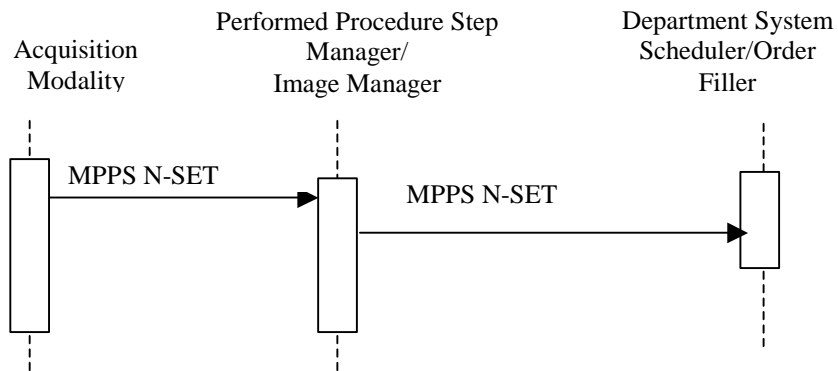 Acquisition
Modality
Performed Procedure Step
Manager/
Image Manager
Department System
Scheduler/Order
Filler
MPPS N-SET
MPPS N-SET